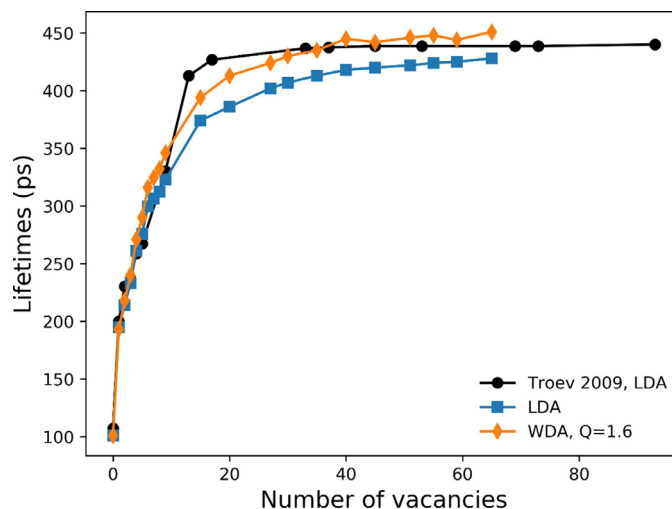 450
400
350
300
250
200
150
100
Lifetimes (ps)
Troev 2009, LDA
LDA
WDA, Q=1.6
0
20
40
60
80
Number of vacancies